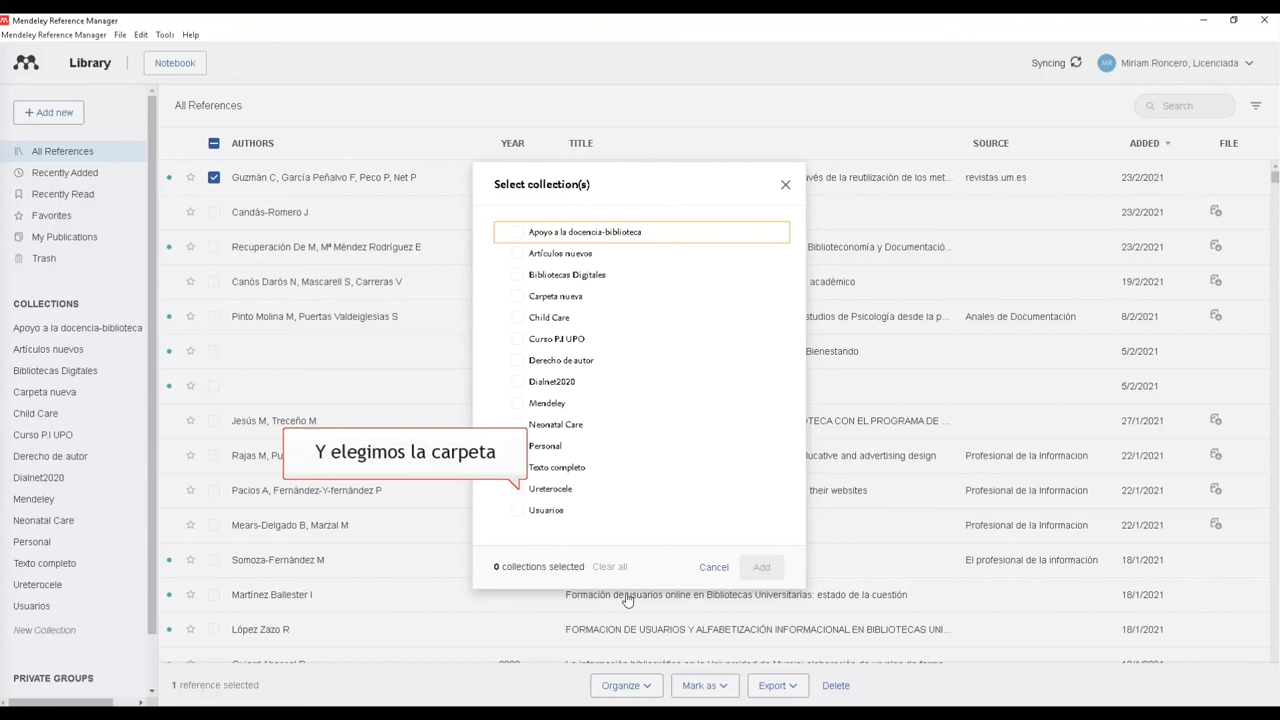 Mendeley Reference Manager
Mendeley Reference Manager File Edit Tools Help
Library Notebook Syncing MR Miriam Roncero, Licenciada
+ Add new All References Search
AUTHORS YEAR TITLE SOURCE ADDED FILE
All References
Recently Added
Recently Read
Favorites
My Publications
Trash
COLLECTIONS
Apoyo a la docencia-biblioteca
Artículos nuevos
Bibliotecas Digitales
Carpeta nueva
Child Care
Curso P.I UPO
Derecho de autor
Dialnet2020
Mendeley
Neonatal Care
Personal
Texto completo
Ureterocele
Usuarios
New Collection
PRIVATE GROUPS
Guzmán C, García Peñalvo F, Peco P, Net P vés de la reutilización de los met... revistas.um.es 23/2/2021
Candás-Romero J 23/2/2021
Recuperación De M, Mª Méndez Rodríguez E Biblioteconomía y Documentació... 23/2/2021
Canós Darós N, Mascarell S, Carreras V académico 19/2/2021
Pinto Molina M, Puertas Valdeiglesias S studios de Psicología desde la p... Anales de Documentación 8/2/2021
Bienestando 5/2/2021
5/2/2021
Jesús M, Treceño M OTECA CON EL PROGRAMA DE ... 27/1/2021
Rajas M, Pu ucative and advertising design Profesional de la Informacion 22/1/2021
Pacios A, Fernández-Y-fernández P their websites Profesional de la Informacion 22/1/2021
Mears-Delgado B, Marzal M Profesional de la Informacion 22/1/2021
Somoza-Fernández M El profesional de la información 18/1/2021
Martínez Ballester I Formación de usuarios online en Bibliotecas Universitarias: estado de la cuestión 18/1/2021
López Zazo R FORMACION DE USUARIOS Y ALFABETIZACIÓN INFORMACIONAL EN BIBLIOTECAS UNI... 18/1/2021
Select collection(s)
Apoyo a la docencia-biblioteca
Artículos nuevos
Bibliotecas Digitales
Carpeta nueva
Child Care
Curso P.I UPO
Derecho de autor
Dialnet2020
Mendeley
Neonatal Care
Personal
Texto completo
Ureterocele
Usuarios
0 collections selected Clear all Cancel Add
Y elegimos la carpeta
1 reference selected Organize Mark as Export Delete